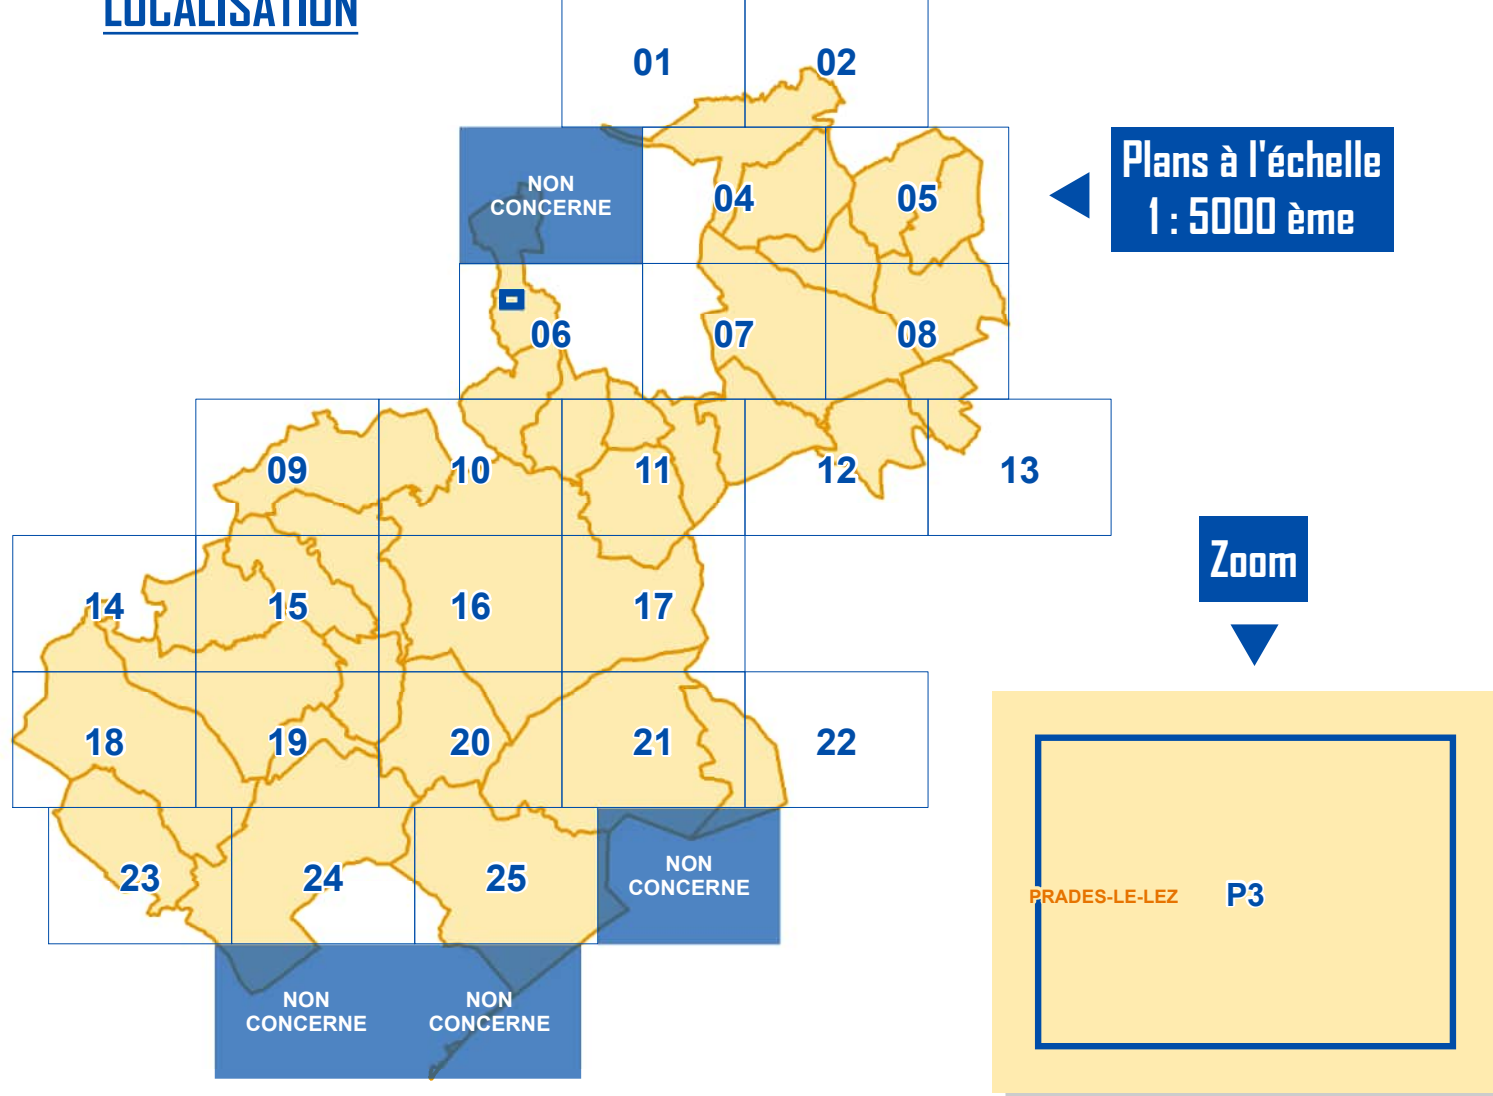 LOCALISATION
01
02
NON
CONCERNE
04
05
Plans à l'échelle
1 : 5000 ème
06
07
08
09
10
11
12
13
Zoom
14
15
16
17
18
19
20
21
22
PRADES-LE-LEZ
P3
23
24
25
NON
CONCERNE
NON
CONCERNE
NON
CONCERNE